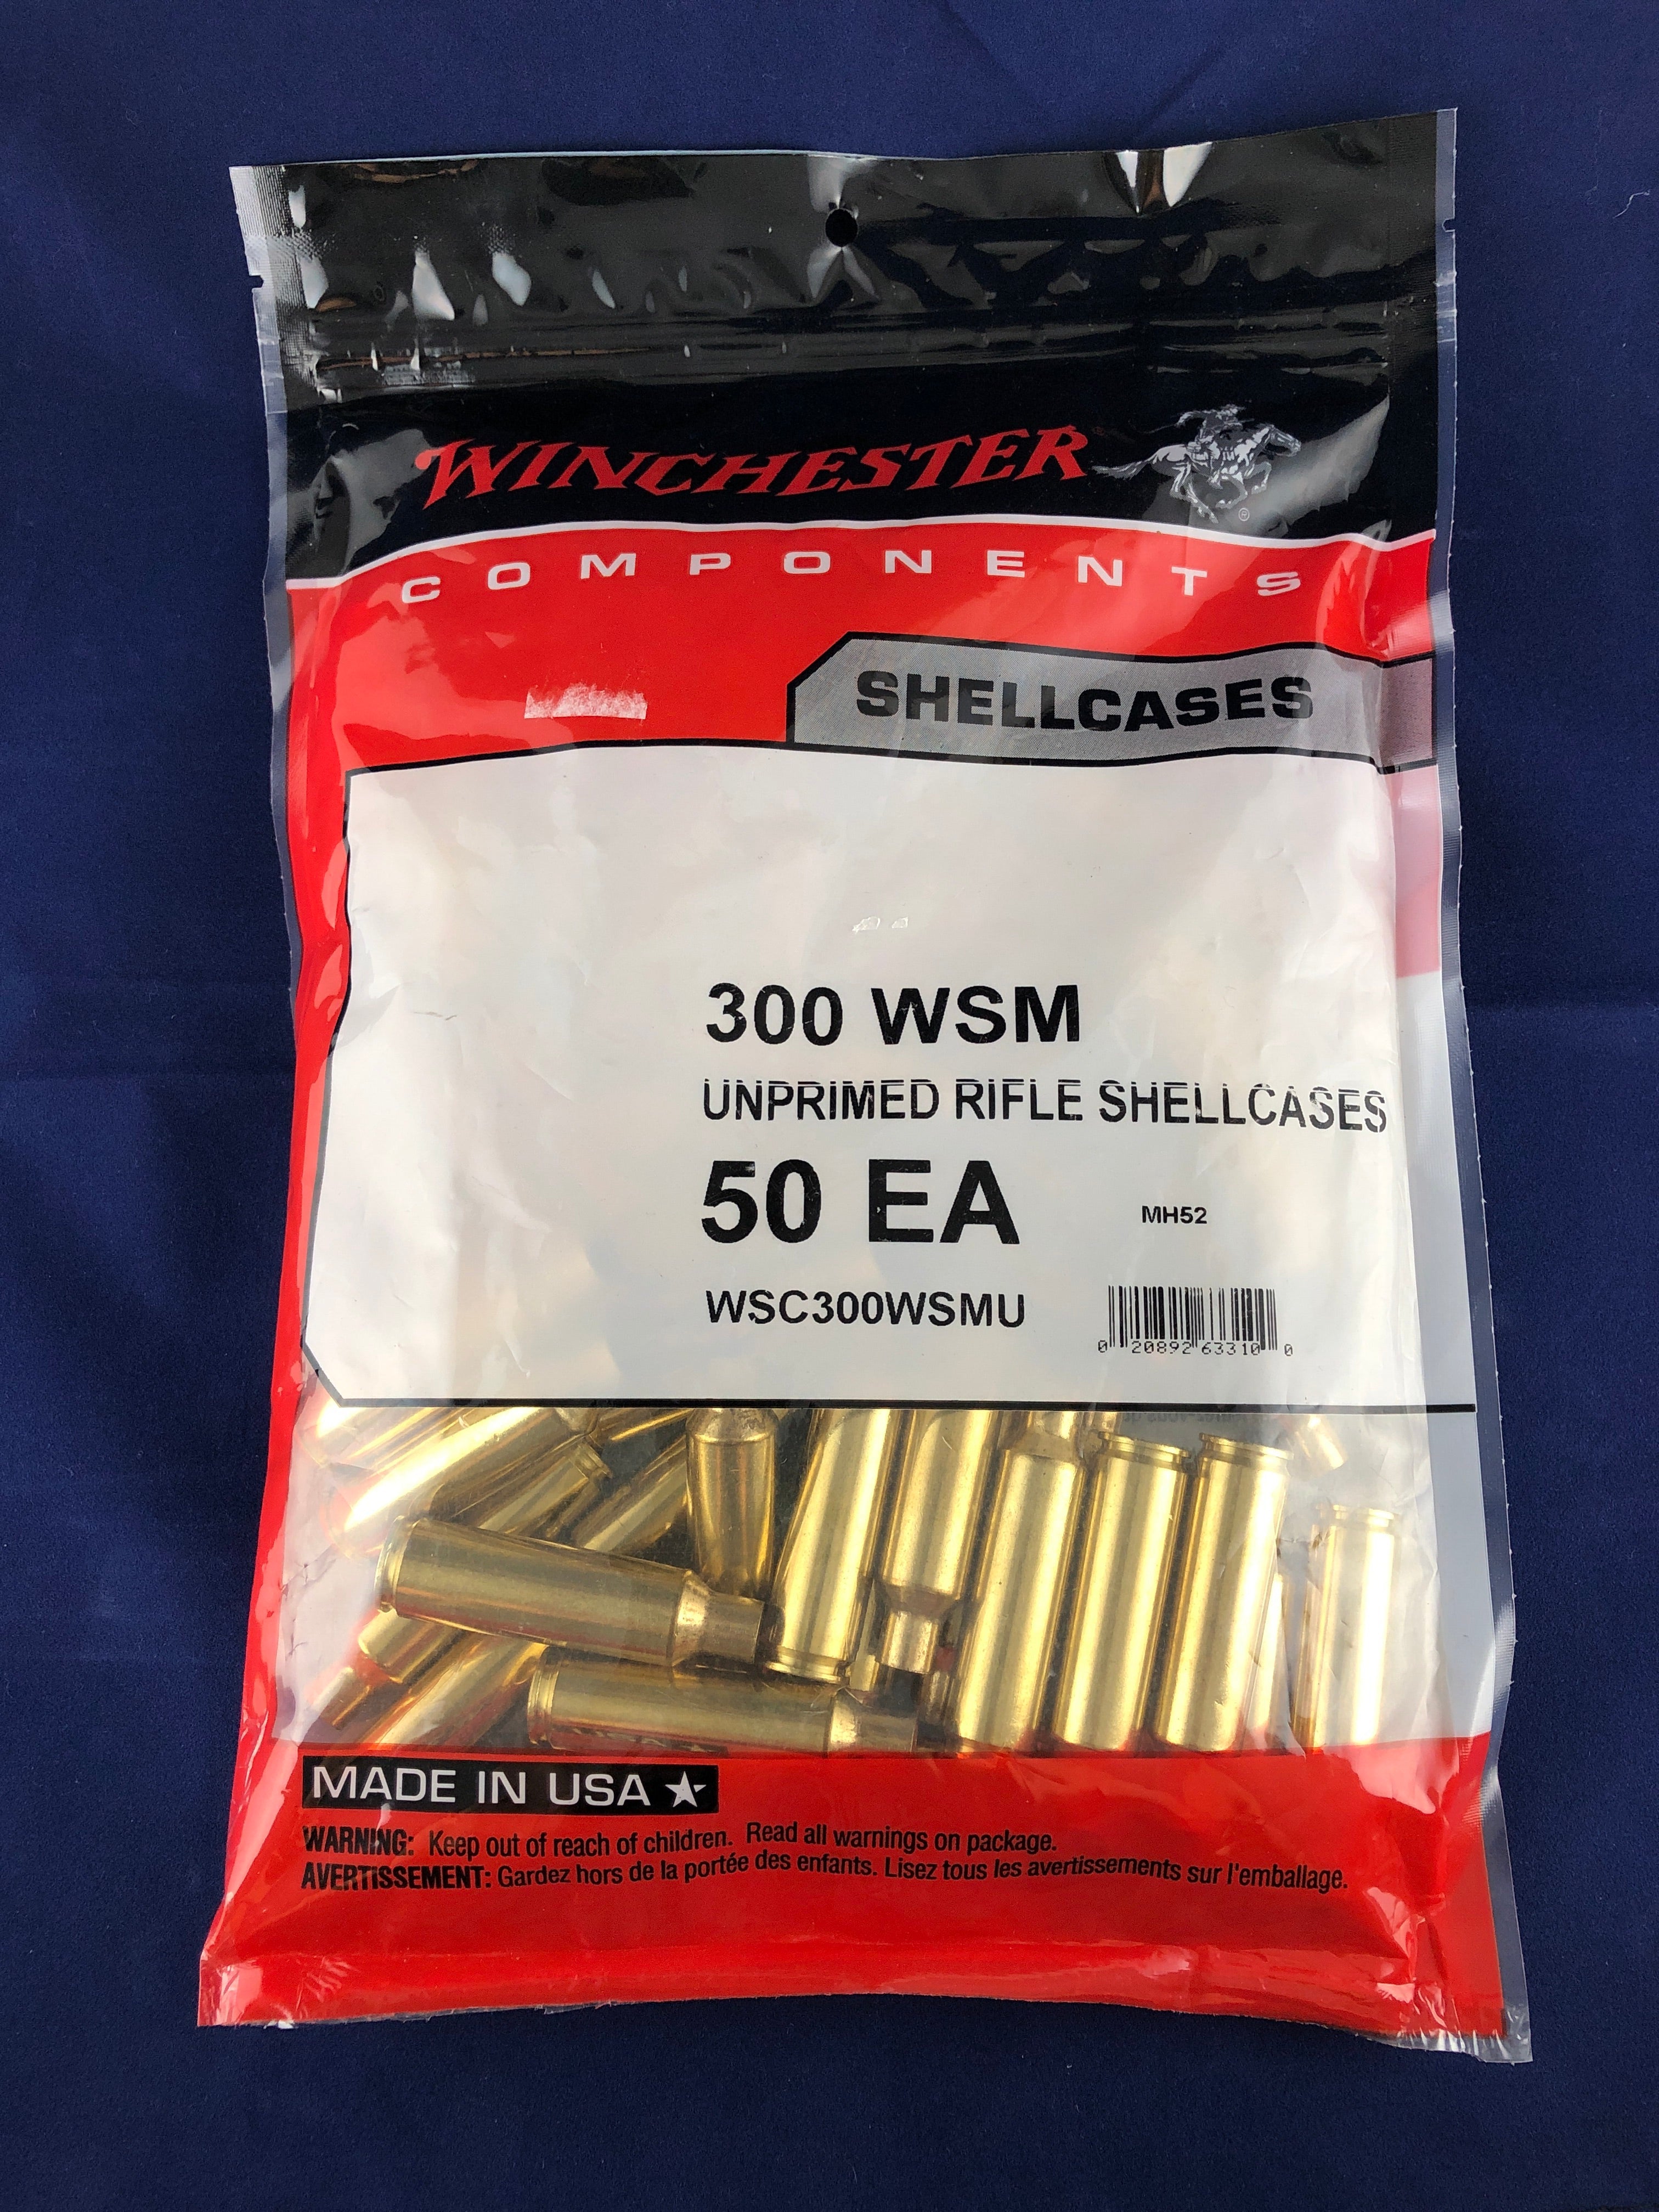 WINCHESTER
®
COMPONENTS
SHELLCASES
300 WSM
UNPRIMED RIFLE SHELLCASES
50 EA
MH52
WSC300WSMU
0 20892 63310 0
MADE IN USA
WARNING: Keep out of reach of children. Read all warnings on package.
AVERTISSEMENT: Gardez hors de la portée des enfants. Lisez tous les avertissements sur l'emballage.